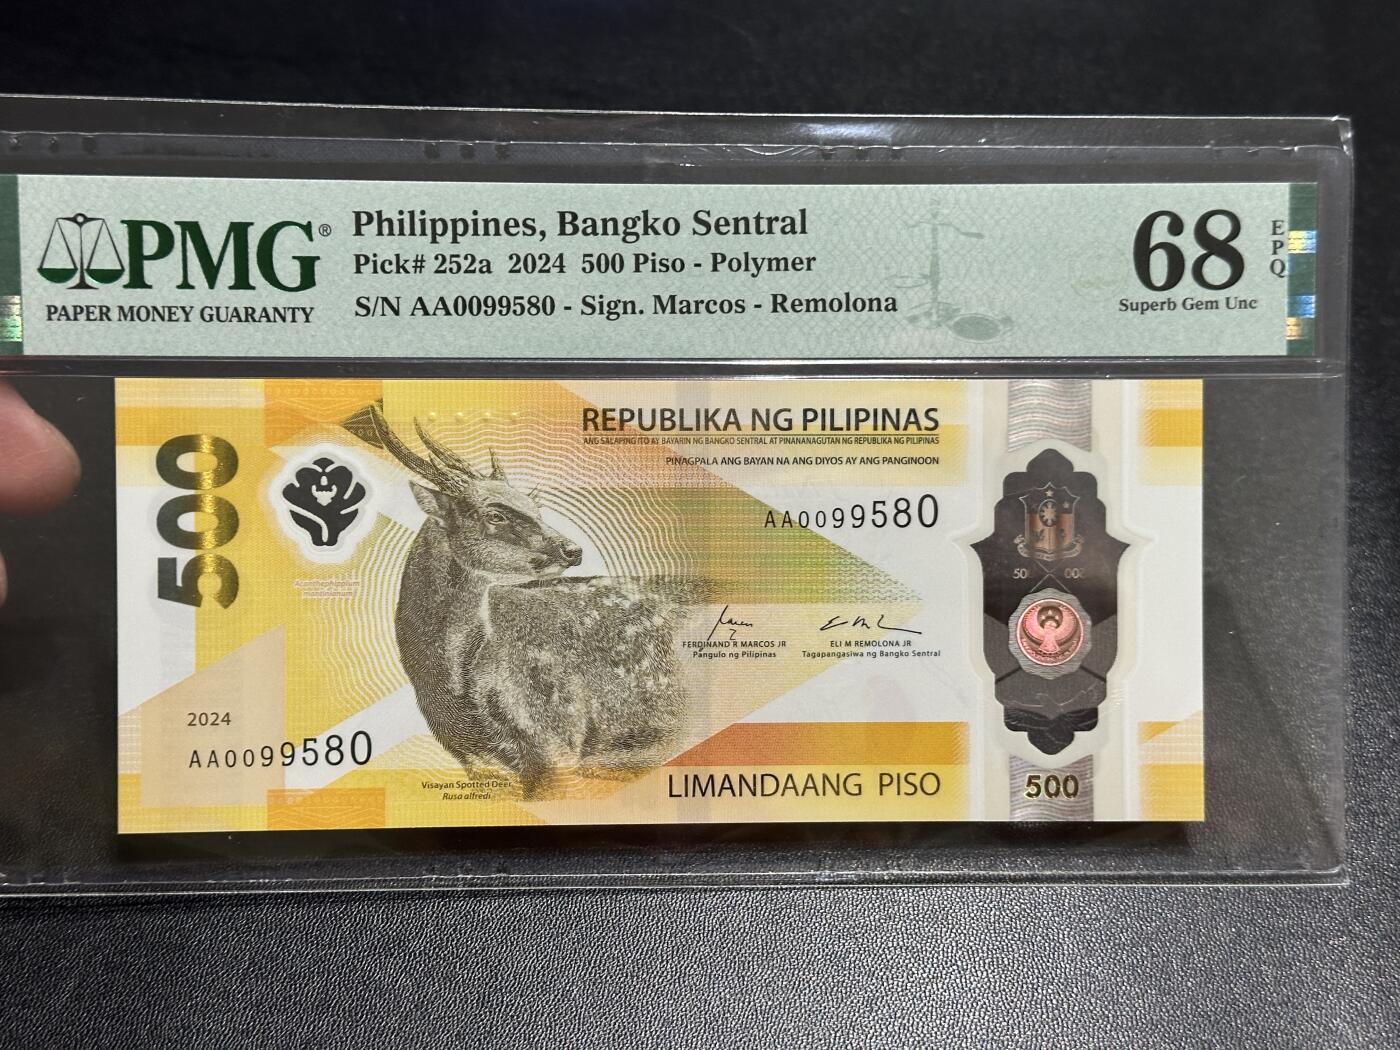 PMG®
PAPER MONEY GUARANTY
Philippines, Bangko Sentral
Pick# 252a 2024 500 Piso - Polymer
S/N AA0099580 - Sign. Marcos - Remolona
68
EPQ
Superb Gem Unc
500
REPUBLIKA NG PILIPINAS
ANG SALAPING ITO AY BAYARIN NG BANGKO SENTRAL AT PINANANAGUTAN NG REPUBLIKA NG PILIPINAS
PINAGPALA ANG BAYAN NA ANG DIYOS AY ANG PANGINOON
AA0099580
Acanthephippium
mantinianum
FERDINAND R MARCOS JR
Pangulo ng Pilipinas
ELI M REMOLONA JR
Tagapangasiwa ng Bangko Sentral
2024
AA0099580
Visayan Spotted Deer
Rusa alfredi
LIMANDAANG PISO
500